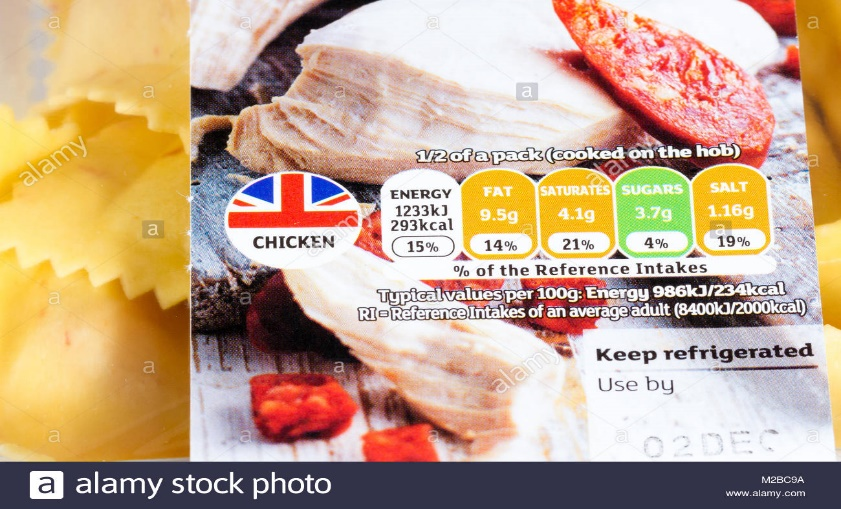 1/2 of a pack (cooked on the hob)
ENERGY
1233kJ
293kcal
15%
FAT
9.5g
14%
SATURATES
4.1g
21%
SUGARS
3.7g
4%
SALT
1.16g
19%
CHICKEN
% of the Reference Intakes
Typical values per 100g: Energy 986kJ/234kcal
RI = Reference Intakes of an average adult (8400kJ/2000kcal)
Keep refrigerated
Use by
02DEC
alamy
alamy
a alamy stock photo
M2BC9A
www.alamy.com